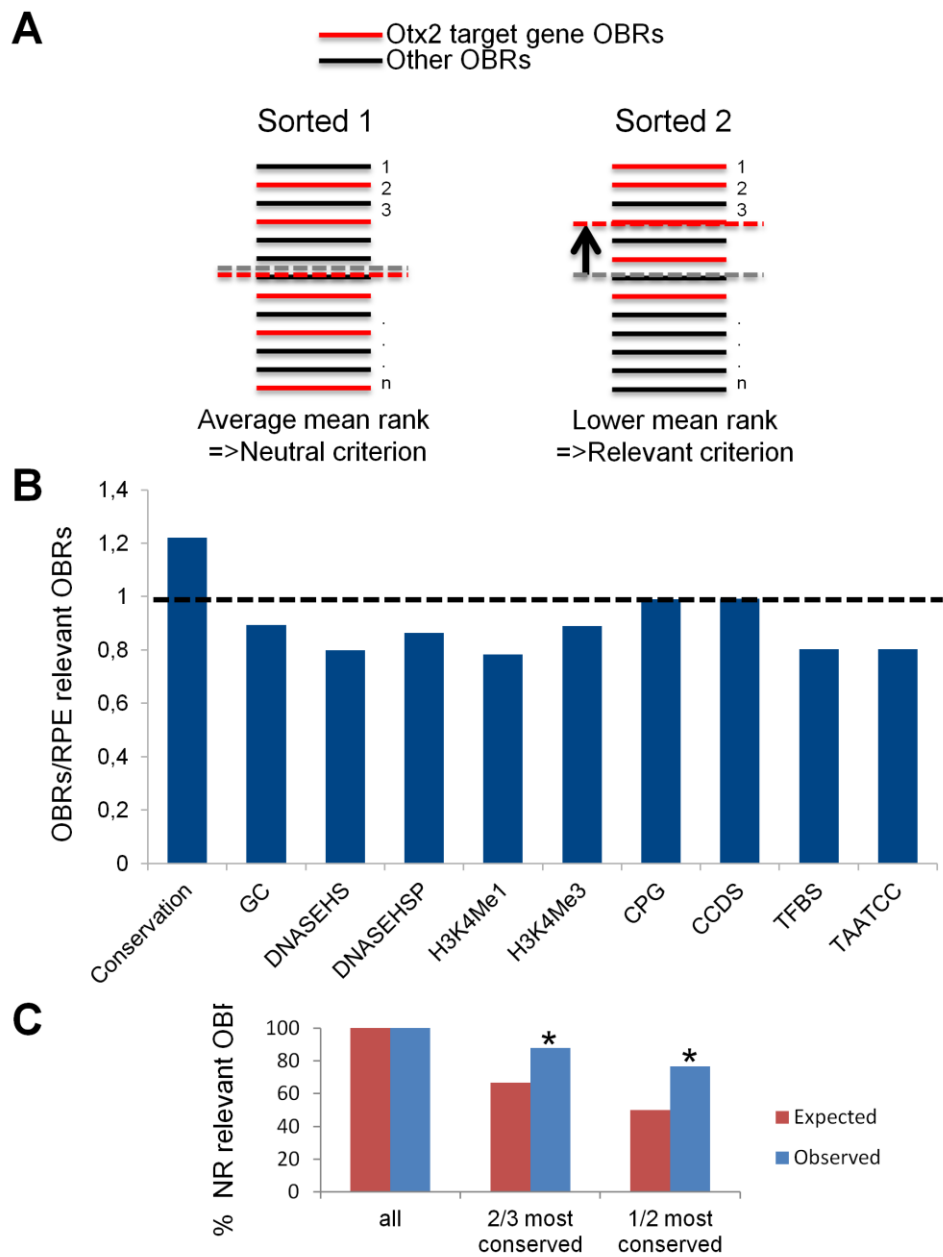 A
Otx2 target gene OBRs
Other OBRs
Sorted 1
1
2
3
.
.
.
n
Average mean rank
=>Neutral criterion
Sorted 2
1
2
3
.
.
.
n
Lower mean rank
=>Relevant criterion
B
OBRs/RPE relevant OBRs
1,4
1,2
1
0,8
0,6
0,4
0,2
0
Conservation
GC
DNASEHS
DNASEHSP
H3K4Me1
H3K4Me3
CPG
CCDS
TFBS
TAATCC
C
% NR relevant
100
80
60
40
20
0
*
*
all
2/3 most
conserved
1/2 most
conserved
Expected
Observed